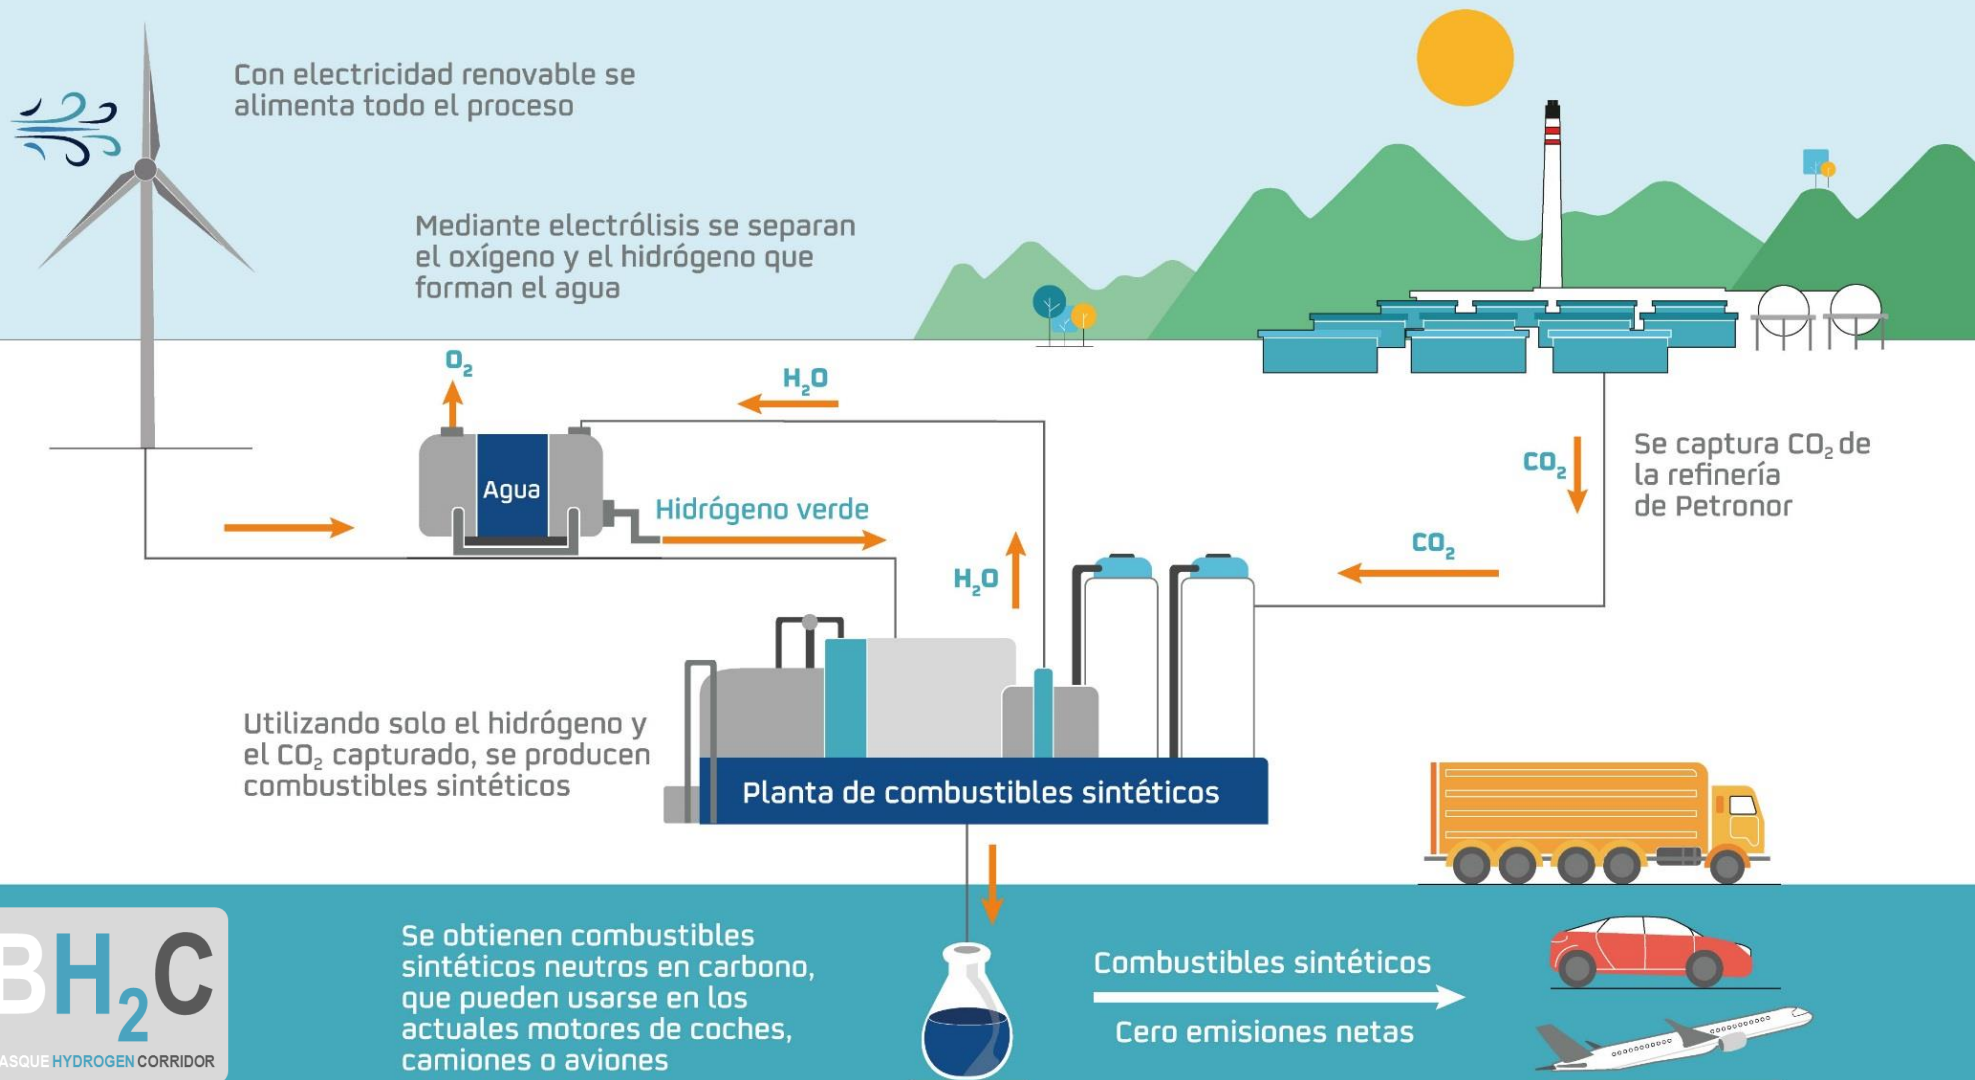 Con electricidad renovable se
alimenta todo el proceso
Mediante electrólisis se separan
el oxígeno y el hidrógeno que
forman el agua
O₂
H₂O
Agua
Hidrógeno verde
H₂O
CO₂
Se captura CO₂ de
la refinería
de Petronor
CO₂
Utilizando solo el hidrógeno y
el CO₂ capturado, se producen
combustibles sintéticos
Planta de combustibles sintéticos
BH₂C
ASQUE HYDROGEN CORRIDOR
Se obtienen combustibles
sintéticos neutros en carbono,
que pueden usarse en los
actuales motores de coches,
camiones o aviones
Combustibles sintéticos
Cero emisiones netas